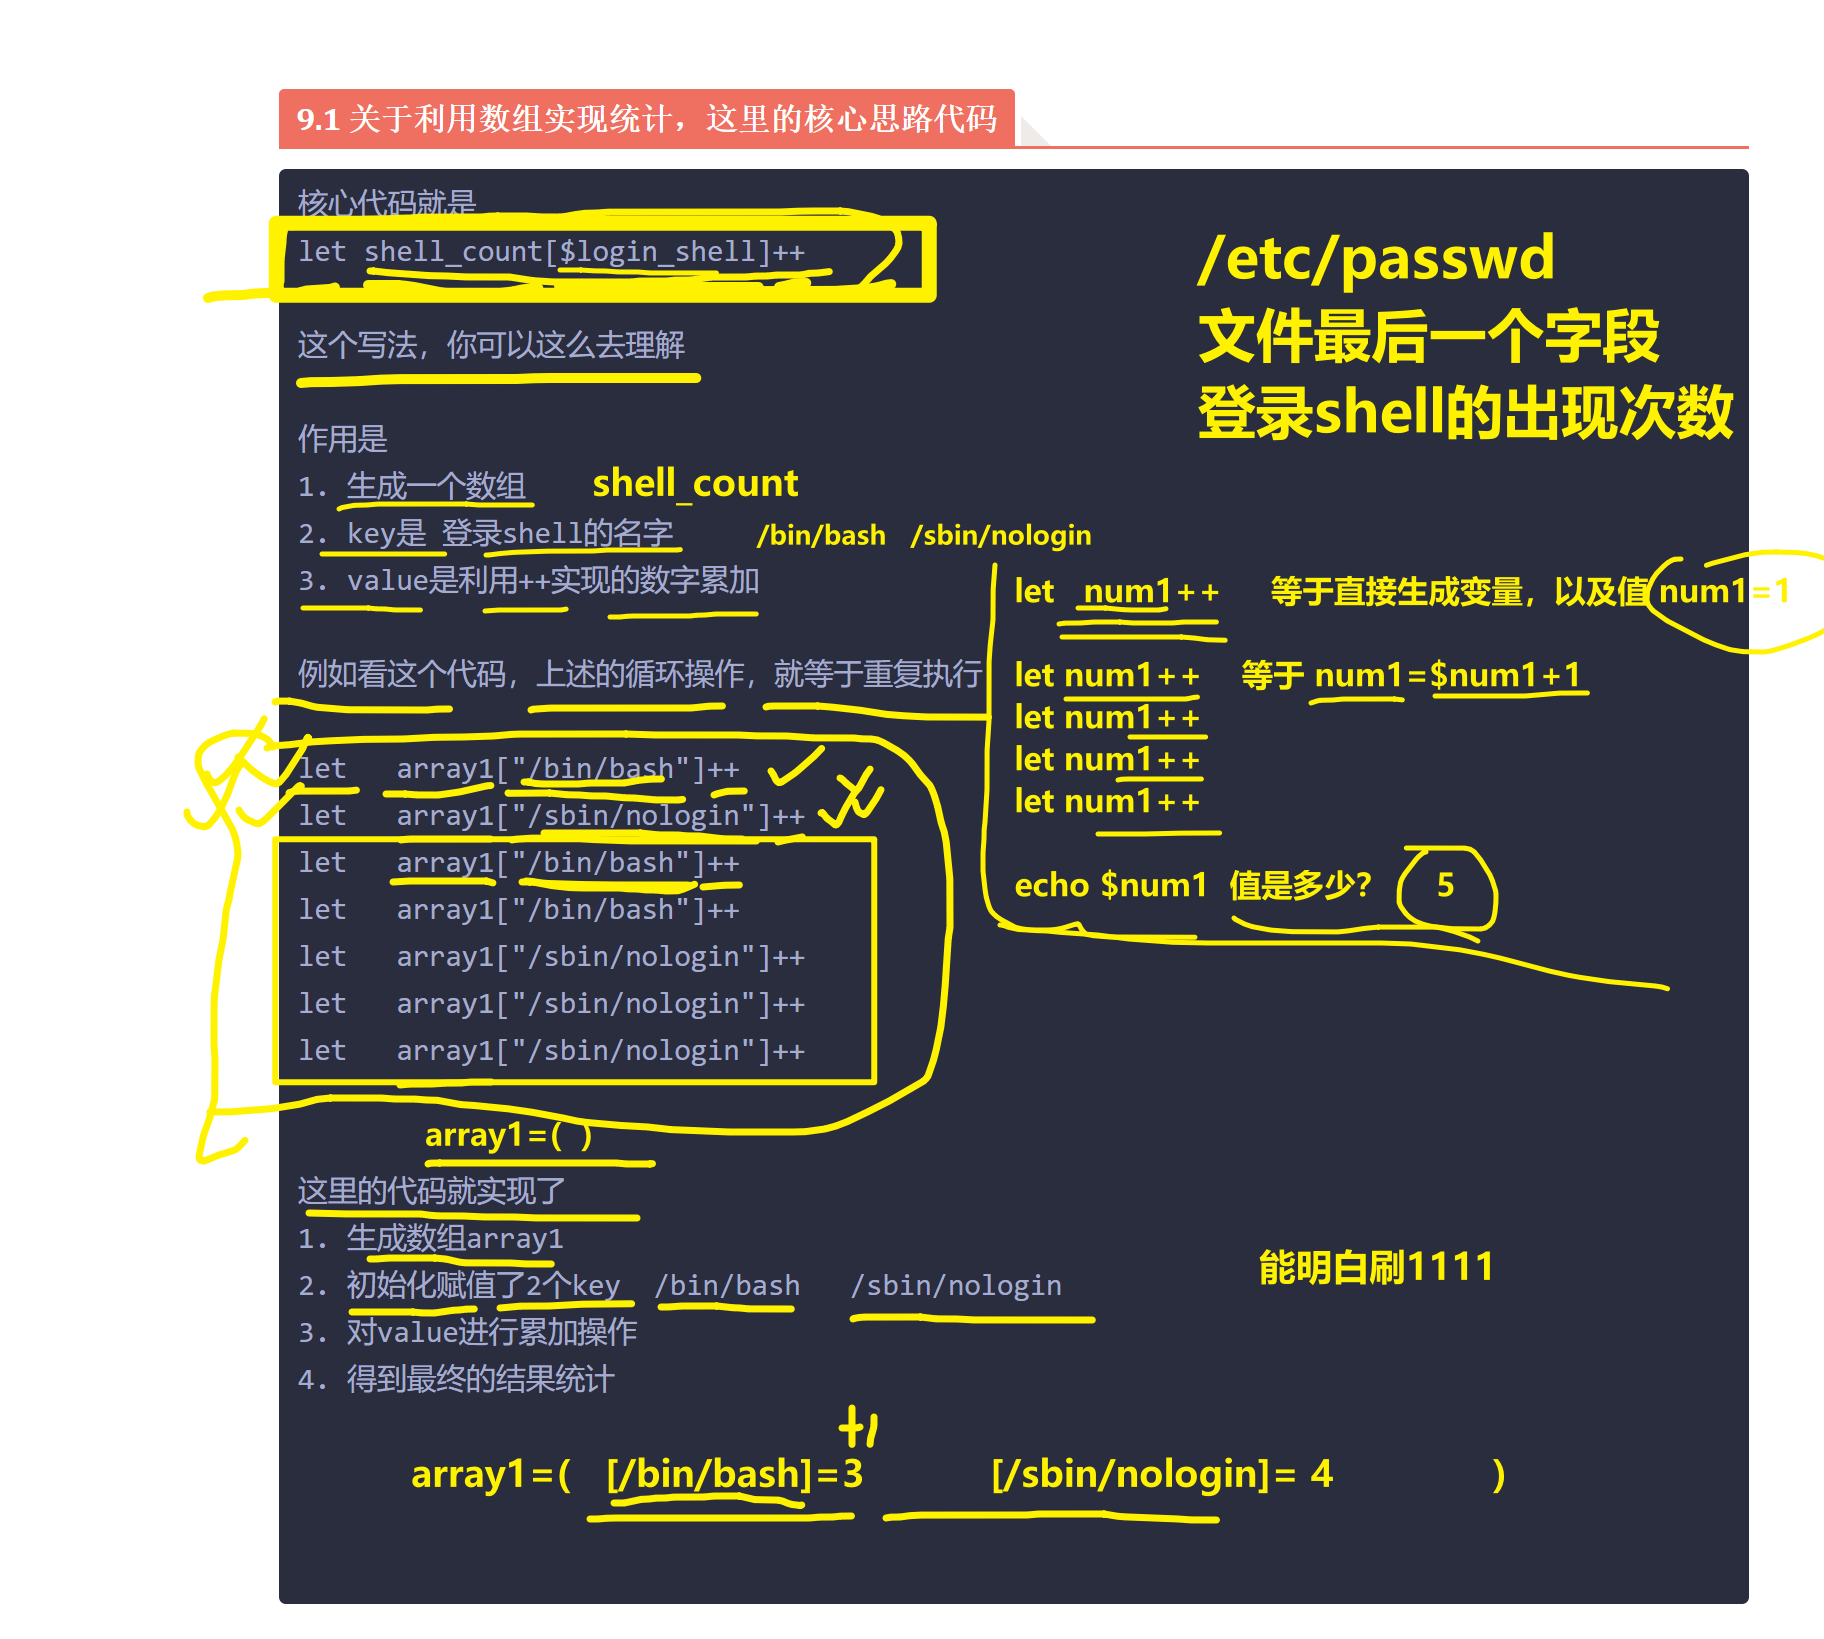 9.1 关于利用数组实现统计，这里的核心思路代码
核心代码就是
let shell_count[$login_shell]++
/etc/passwd
文件最后一个字段
登录shell的出现次数
这个写法，你可以这么去理解
作用是
1. 生成一个数组 shell_count
2. key是 登录shell的名字 /bin/bash /sbin/nologin
3. value是利用++实现的数字累加
let num1++ 等于直接生成变量，以及值 num1=1
例如看这个代码，上述的循环操作，就等于重复执行
let num1++ 等于 num1=$num1+1
let num1++
let num1++
let num1++
echo $num1 值是多少？ 5
let array1["/bin/bash"]++
let array1["/sbin/nologin"]++
let array1["/bin/bash"]++
let array1["/bin/bash"]++
let array1["/sbin/nologin"]++
let array1["/sbin/nologin"]++
let array1["/sbin/nologin"]++
array1=( )
这里的代码就实现了
1. 生成数组array1
2. 初始化赋值了2个key /bin/bash /sbin/nologin
能明白刷1111
3. 对value进行累加操作
4. 得到最终的结果统计
+1
array1=( [/bin/bash]=3 [/sbin/nologin]= 4 )